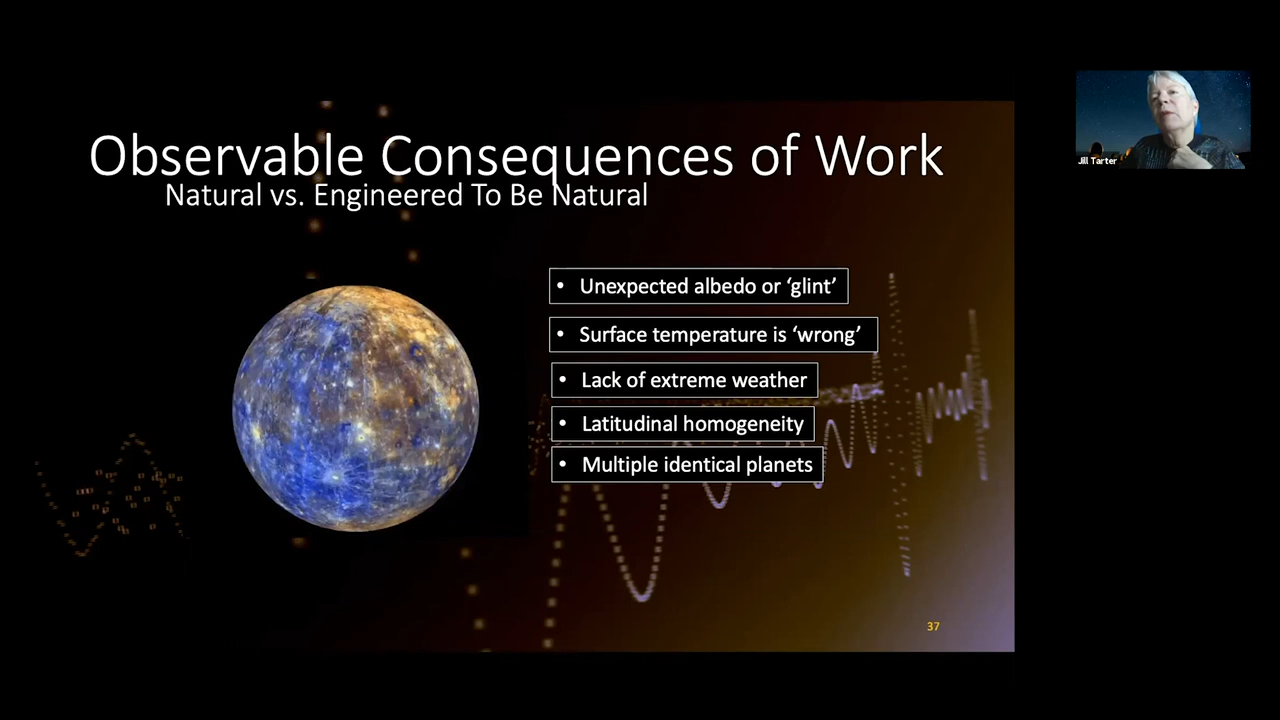 Observable Consequences of Work
Natural vs. Engineered To Be Natural
• Unexpected albedo or ‘glint’
• Surface temperature is ‘wrong’
• Lack of extreme weather
• Latitudinal homogeneity
• Multiple identical planets
37
Jill Tarter